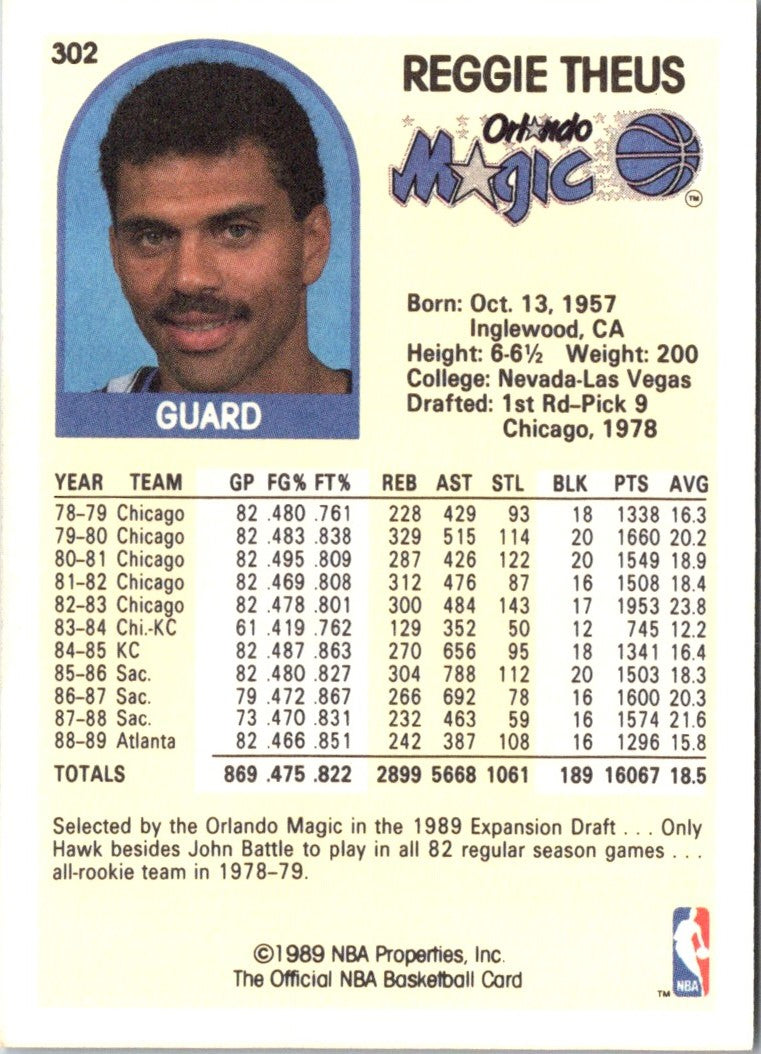 302
REGGIE THEUS
Orlando
Magic
TM
Born: Oct. 13, 1957
Inglewood, CA
Height: 6-6½ Weight: 200
College: Nevada-Las Vegas
Drafted: 1st Rd–Pick 9
Chicago, 1978
GUARD
YEAR TEAM GP FG% FT% REB AST STL BLK PTS AVG
78–79 Chicago 82 .480 .761 228 429 93 18 1338 16.3
79–80 Chicago 82 .483 .838 329 515 114 20 1660 20.2
80–81 Chicago 82 .495 .809 287 426 122 20 1549 18.9
81–82 Chicago 82 .469 .808 312 476 87 16 1508 18.4
82–83 Chicago 82 .478 .801 300 484 143 17 1953 23.8
83–84 Chi.-KC 61 .419 .762 129 352 50 12 745 12.2
84–85 KC 82 .487 .863 270 656 95 18 1341 16.4
85–86 Sac. 82 .480 .827 304 788 112 20 1503 18.3
86–87 Sac. 79 .472 .867 266 692 78 16 1600 20.3
87–88 Sac. 73 .470 .831 232 463 59 16 1574 21.6
88–89 Atlanta 82 .466 .851 242 387 108 16 1296 15.8
TOTALS 869 .475 .822 2899 5668 1061 189 16067 18.5
Selected by the Orlando Magic in the 1989 Expansion Draft . . . Only
Hawk besides John Battle to play in all 82 regular season games . . .
all-rookie team in 1978–79.
©1989 NBA Properties, Inc.
The Official NBA Basketball Card
TM NBA